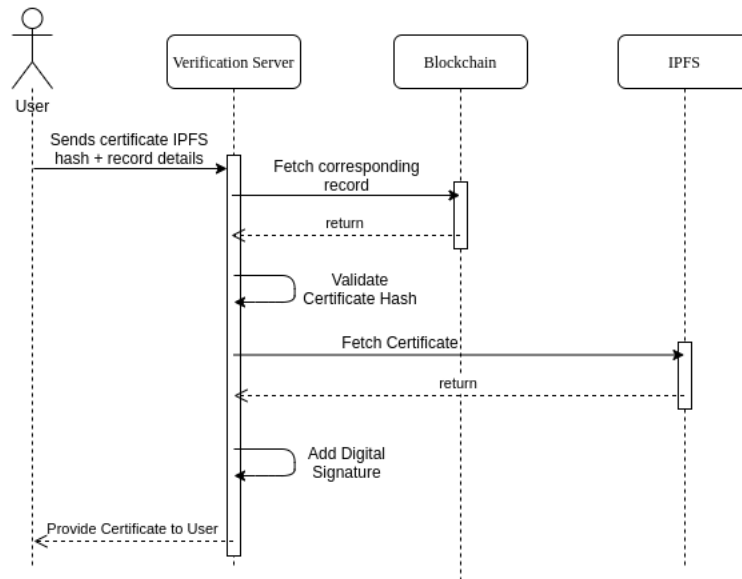 Verification Server
Blockchain
IPFS
User
Sends certificate IPFS
hash + record details
Fetch corresponding
record
return
Validate
Certificate Hash
Fetch Certificate
return
Add Digital
Signature
Provide Certificate to User